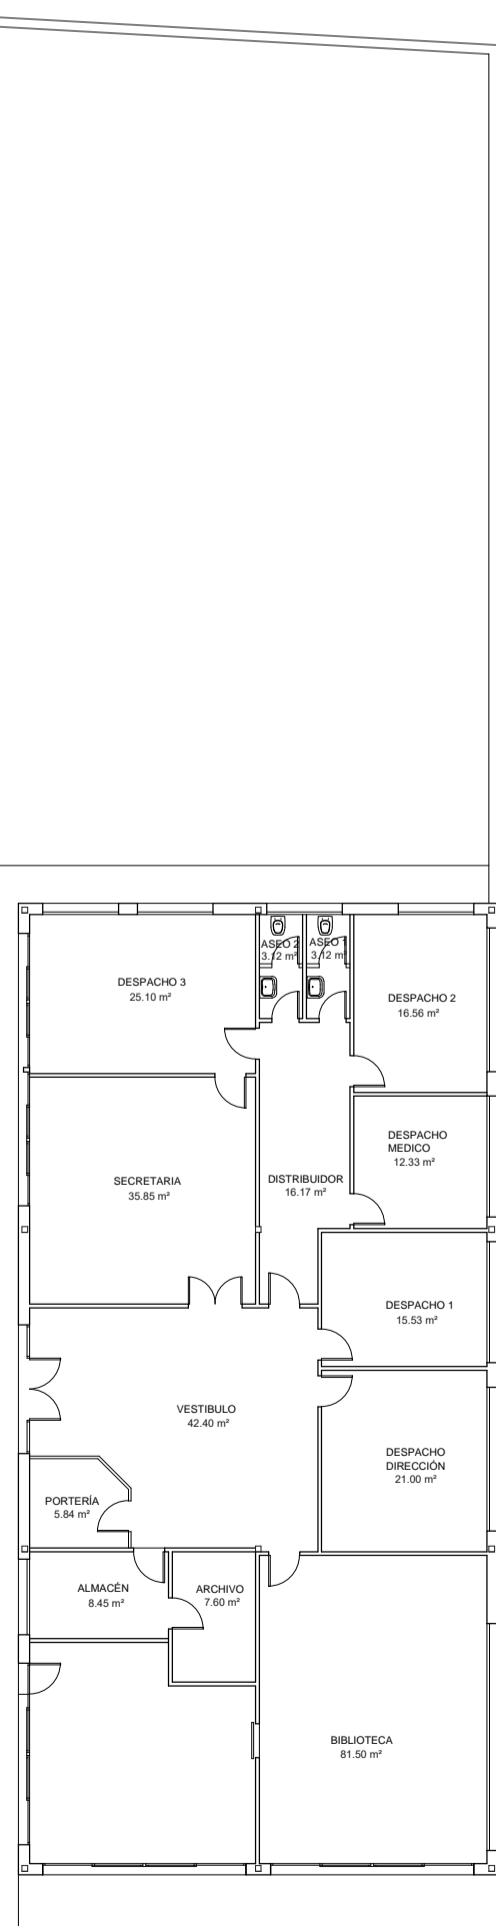 ASEO 2
3.12 m²
ASEO 1
3.12 m²
DESPACHO 3
25.10 m²
DESPACHO 2
16.56 m²
DESPACHO
MEDICO
12.33 m²
SECRETARIA
35.85 m²
DISTRIBUIDOR
16.17 m²
DESPACHO 1
15.53 m²
VESTIBULO
42.40 m²
DESPACHO
DIRECCIÓN
21.00 m²
PORTERÍA
5.84 m²
ALMACÉN
8.45 m²
ARCHIVO
7.60 m²
BIBLIOTECA
81.50 m²